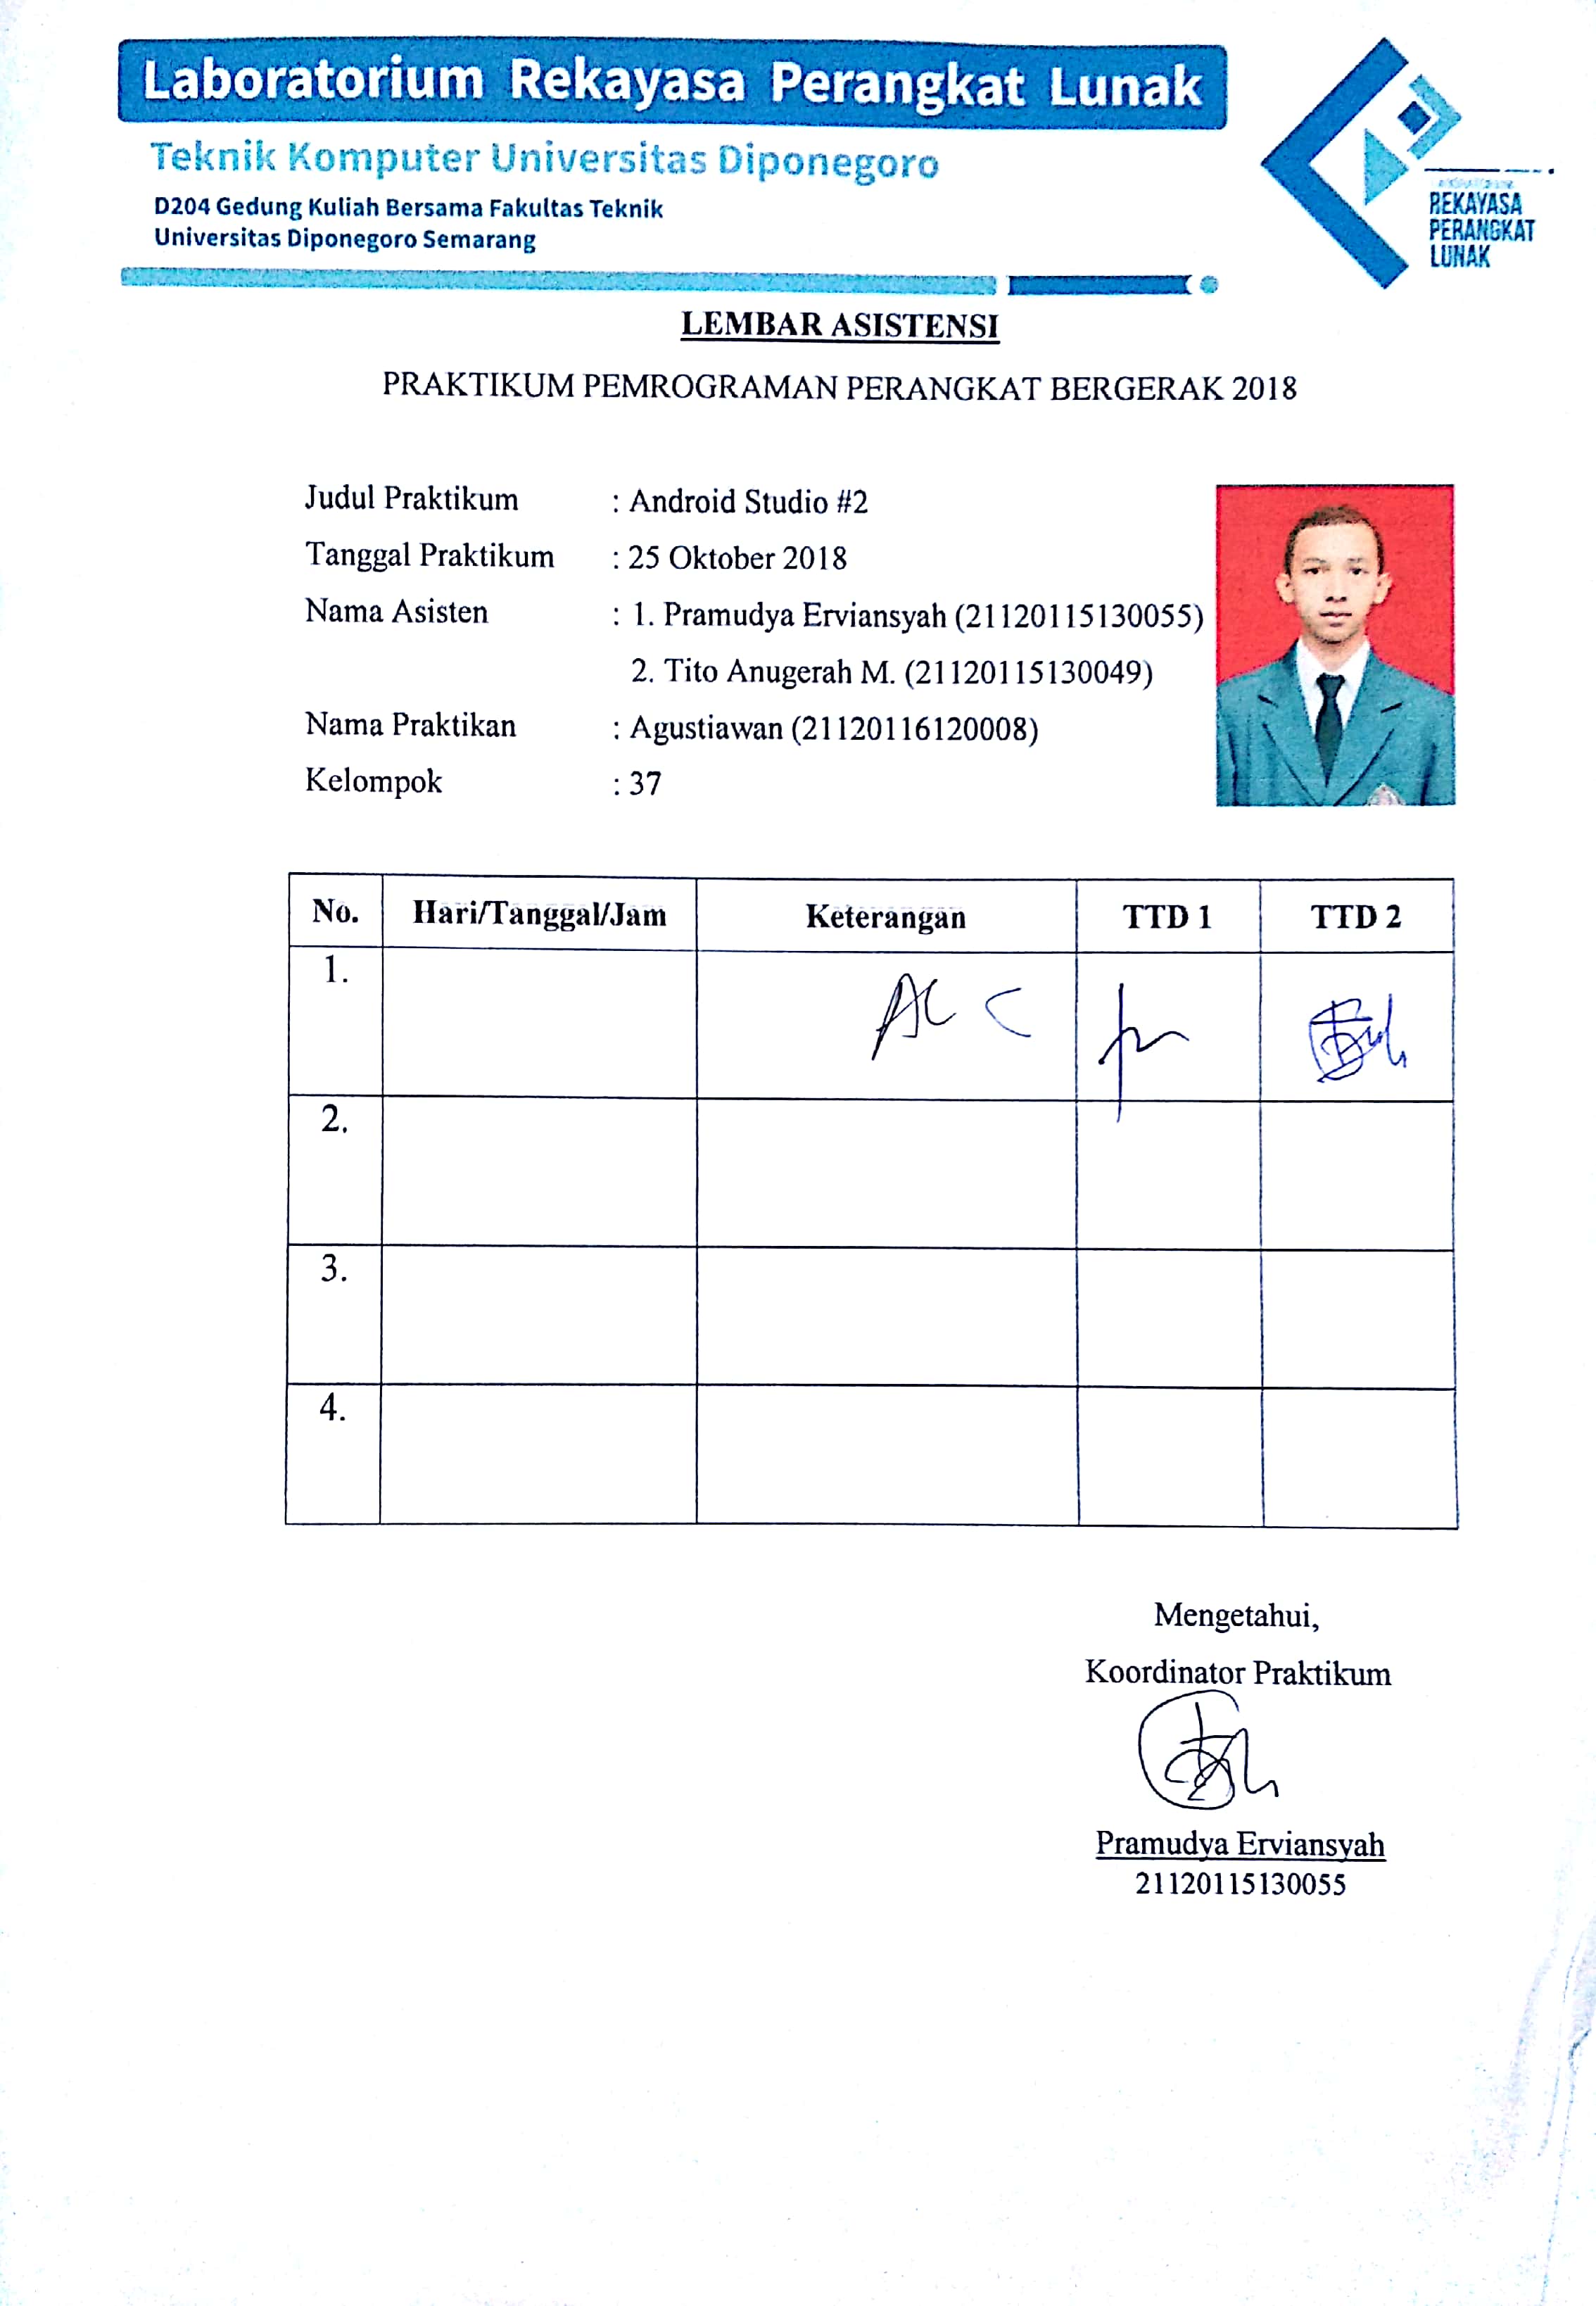 Laboratorium Rekayasa Perangkat Lunak
Teknik Komputer Universitas Diponegoro
D204 Gedung Kuliah Bersama Fakultas Teknik
Universitas Diponegoro Semarang
REKAYASA
PERANGKAT
LUNAK
LEMBAR ASISTENSI
PRAKTIKUM PEMROGRAMAN PERANGKAT BERGERAK 2018
Judul Praktikum : Android Studio #2
Tanggal Praktikum : 25 Oktober 2018
Nama Asisten : 1. Pramudya Erviansyah (21120115130055)
2. Tito Anugerah M. (21120115130049)
Nama Praktikan : Agustiawan (21120116120008)
Kelompok : 37
No. Hari/Tanggal/Jam Keterangan TTD 1 TTD 2
1. ACC
2.
3.
4.
Mengetahui,
Koordinator Praktikum
Pramudya Erviansyah
21120115130055